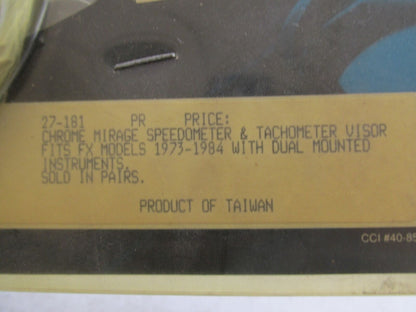 27-181 PR PRICE:
CHROME MIRAGE SPEEDOMETER & TACHOMETER VISOR
FITS FX MODELS 1973-1984 WITH DUAL MOUNTED
INSTRUMENTS.
SOLD IN PAIRS.
PRODUCT OF TAIWAN
CCI #40-85